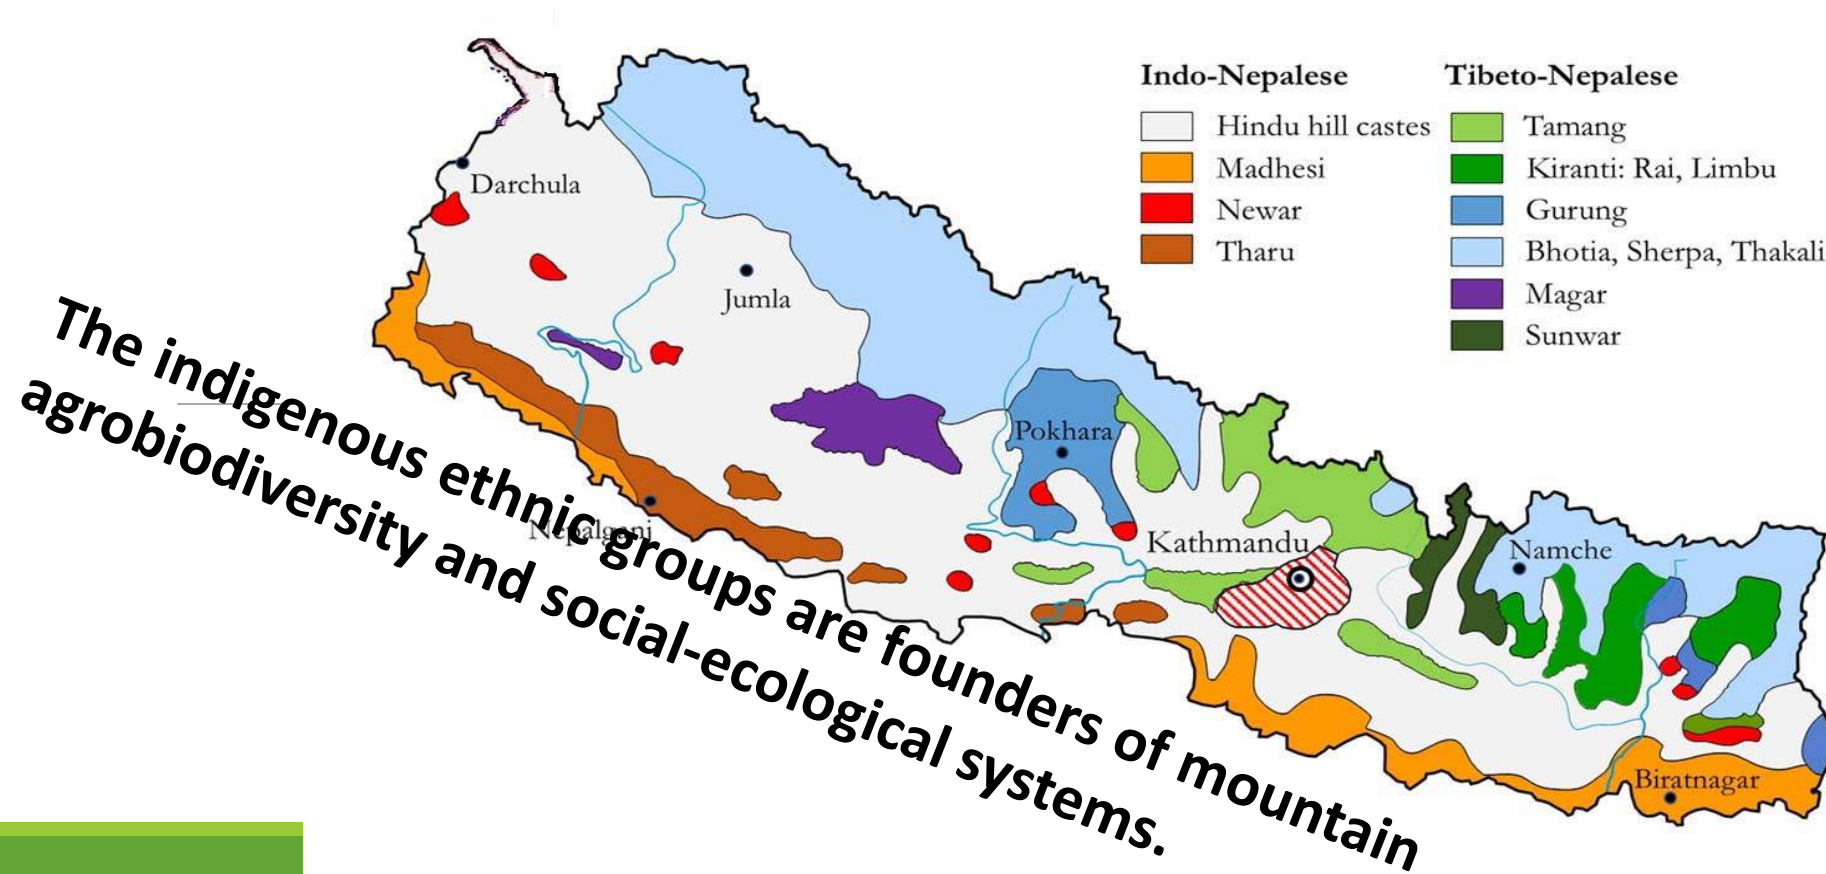 Indo-Nepalese
Hindu hill castes
Madhesi
Newar
Tharu
Tibeto-Nepalese
Tamang
Kiranti: Rai, Limbu
Gurung
Bhotia, Sherpa, Thakali
Magar
Sunwar
Darchula
Jumla
Pokhara
Nepalganj
Kathmandu
Namche
Biratnagar
The indigenous ethnic groups are founders of mountain
agrobiodiversity and social-ecological systems.